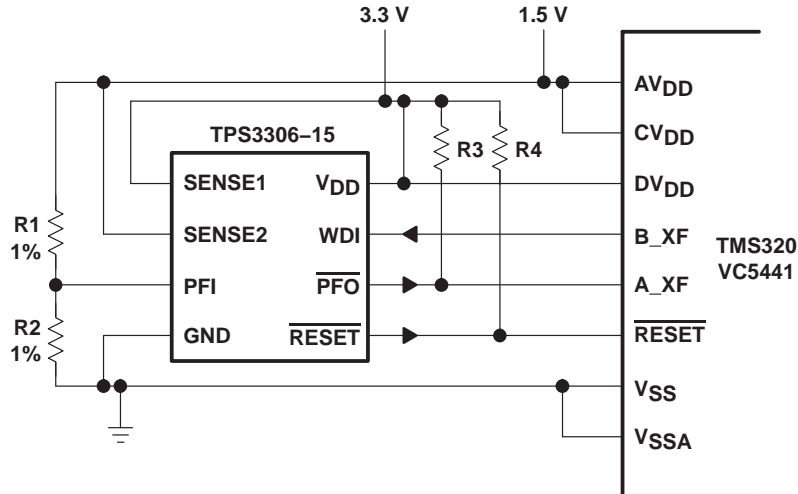 3.3 V
1.5 V
TPS3306–15
R3
R4
R1
1%
R2
1%
SENSE1
SENSE2
PFI
GND
VDD
WDI
PFO
RESET
AVDD
CVDD
DVDD
B_XF
A_XF
RESET
VSS
VSSA
TMS320
VC5441